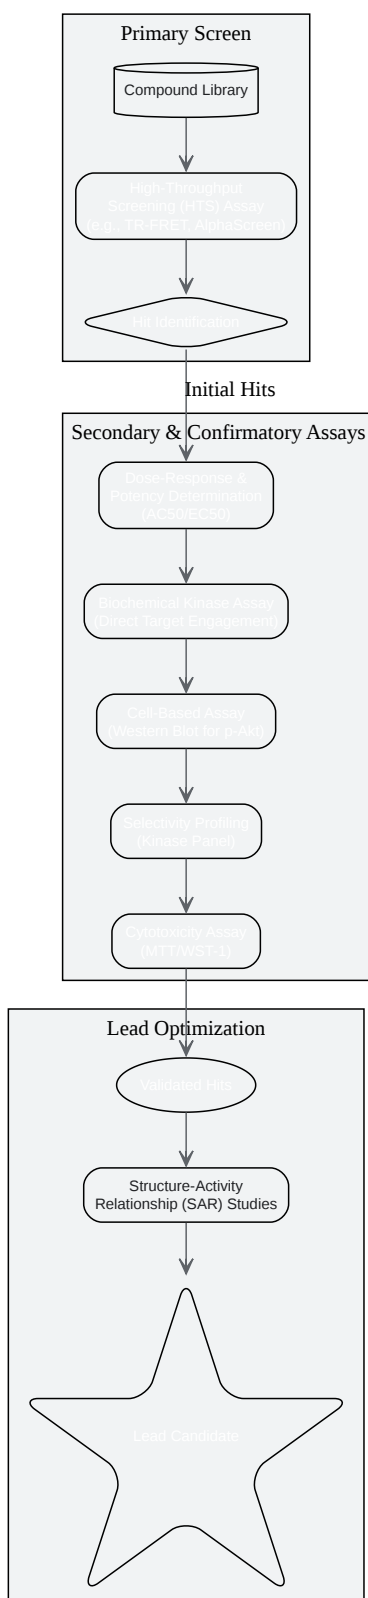 Primary Screen
Compound Library
High-Throughput
Screening (HTS) Assay
(e.g., TR-FRET, AlphaScreen)
Hit Identification
Initial Hits
Secondary & Confirmatory Assays
Dose-Response &
Potency Determination
(AC50/EC50)
Biochemical Kinase Assay
(Direct Target Engagement)
Cell-Based Assay
(Western Blot for p-Akt)
Selectivity Profiling
(Kinase Panel)
Cytotoxicity Assay
(MTT/WST-1)
Lead Optimization
Validated Hits
Structure-Activity
Relationship (SAR) Studies
Lead Candidate